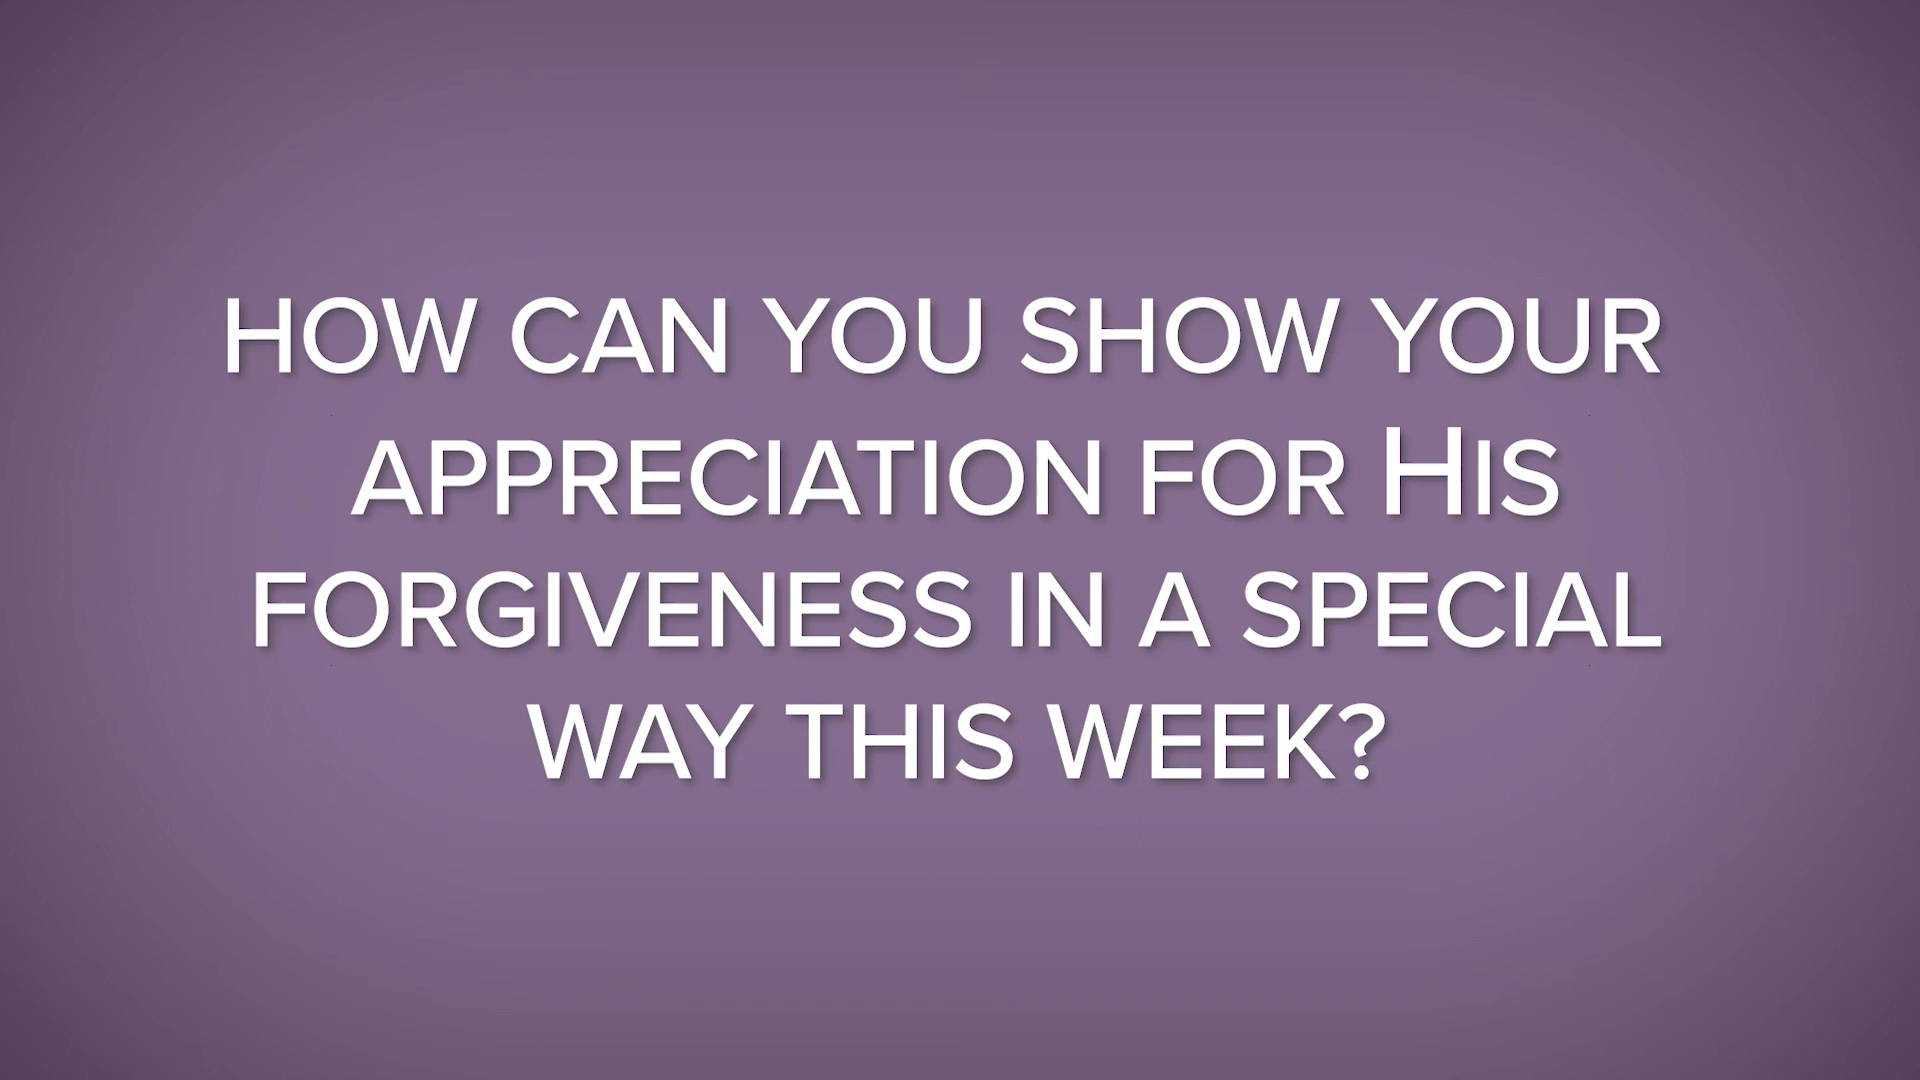 HOW CAN YOU SHOW YOUR
APPRECIATION FOR HIS
FORGIVENESS IN A SPECIAL
WAY THIS WEEK?